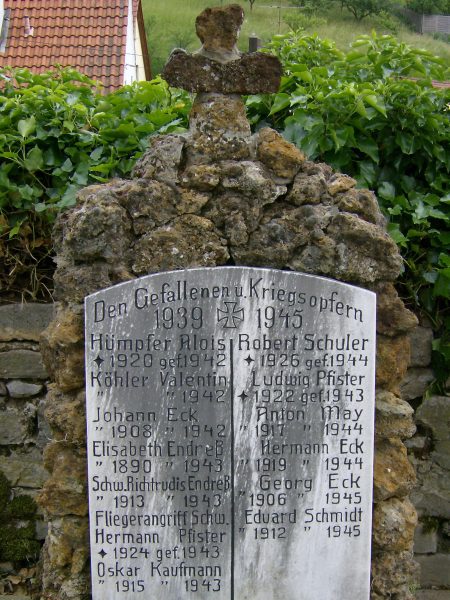 Den Gefallenen u. Kriegsopfern
1939 1945
Hümpfer Alois
✦ 1920 gef. 1942
Köhler Valentin
" " 1942
Johann Eck
" 1908 " 1942
Elisabeth Endreß
" 1890 1943
Schw. Richtrudis Endreß
" 1913 " 1943
Fliegerangriff Schw.
Hermann Pfister
✦ 1924 gef. 1943
Oskar Kaufmann
" 1915 " 1943
Robert Schuler
✦ 1926 gef. 1944
Ludwig Pfister
✦ 1922 gef. 1943
Anton May
" 1917 " 1944
Hermann Eck
" 1919 " 1944
Georg Eck
" 1906 " 1945
Eduard Schmidt
" 1912 " 1945